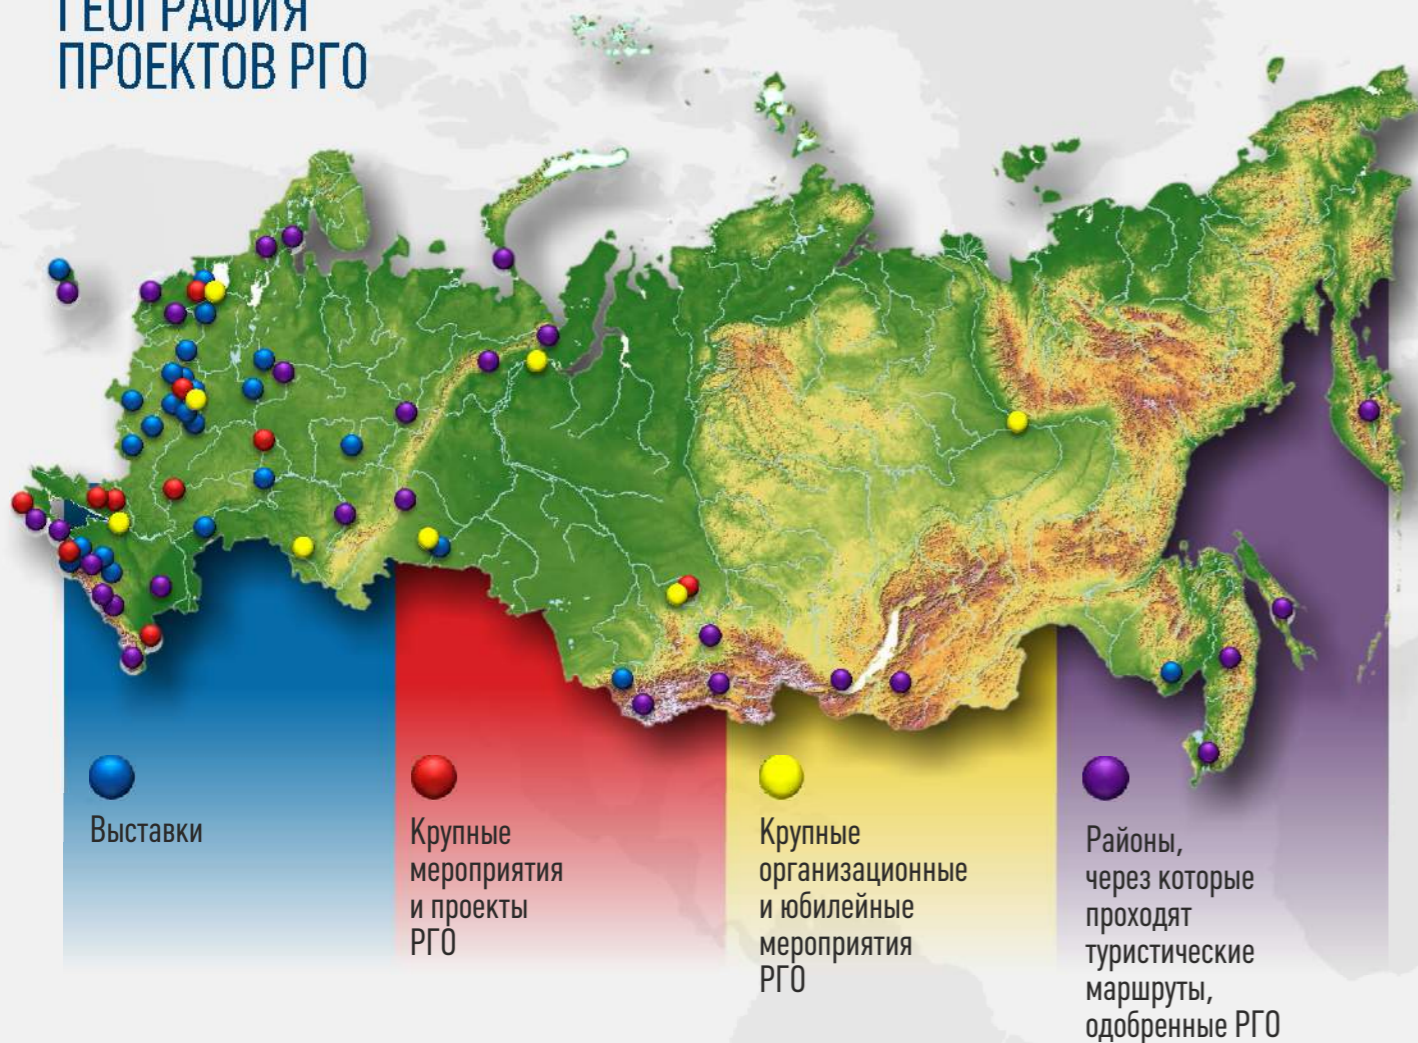 ГЕОГРАФИЯ
ПРОЕКТОВ РГО
Выставки
Крупные
мероприятия
и проекты
РГО
Крупные
организационные
и юбилейные
мероприятия
РГО
Районы,
через которые
проходят
туристические
маршруты,
одобренные РГО